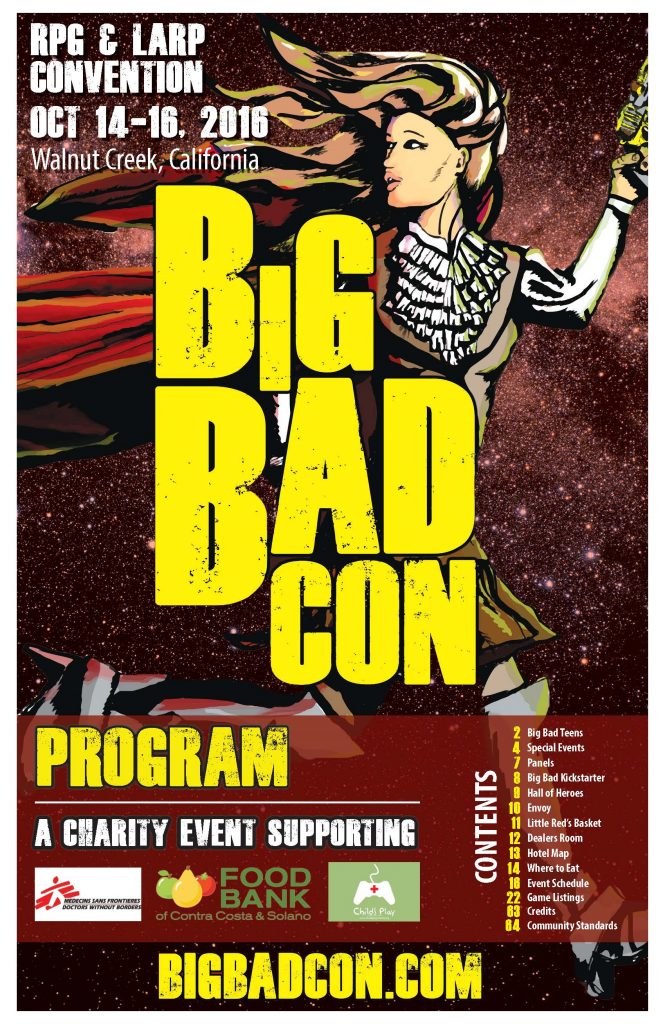 RPG & LARP
CONVENTION
OCT 14-16, 2016
Walnut Creek, California
BIG
BAD
CON
PROGRAM
A CHARITY EVENT SUPPORTING
MEDECINS SANS FRONTIERES
DOCTORS WITHOUT BORDERS
FOOD
BANK
of Contra Costa & Solano
Child's Play
CONTENTS
2 Big Bad Teens
4 Special Events
7 Panels
8 Big Bad Kickstarter
9 Hall of Heroes
10 Envoy
11 Little Red's Basket
12 Dealers Room
13 Hotel Map
14 Where to Eat
16 Event Schedule
22 Game Listings
63 Credits
64 Community Standards
BIGBADCON.COM